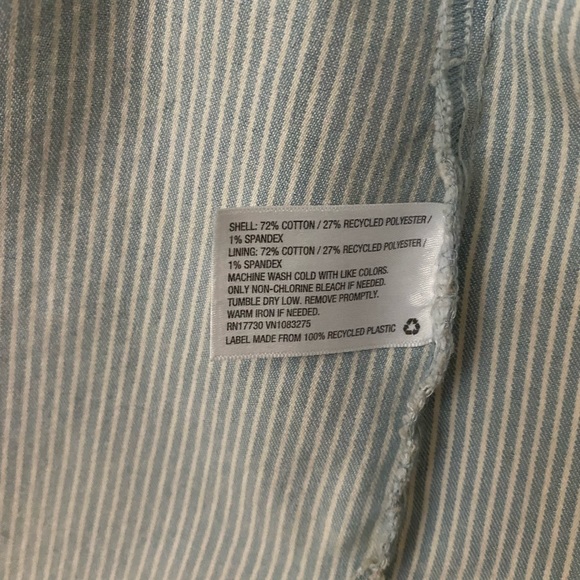 SHELL: 72% COTTON / 27% RECYCLED POLYESTER /
1% SPANDEX
LINING: 72% COTTON / 27% RECYCLED POLYESTER /
1% SPANDEX
MACHINE WASH COLD WITH LIKE COLORS.
ONLY NON-CHLORINE BLEACH IF NEEDED.
TUMBLE DRY LOW. REMOVE PROMPTLY.
WARM IRON IF NEEDED.
RN17730 VN1083275
LABEL MADE FROM 100% RECYCLED PLASTIC